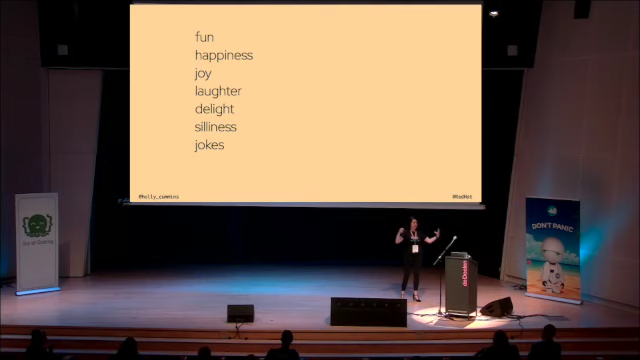 fun
happiness
joy
laughter
delight
silliness
jokes
@holly_cummins
@RedHat
DON'T PANIC